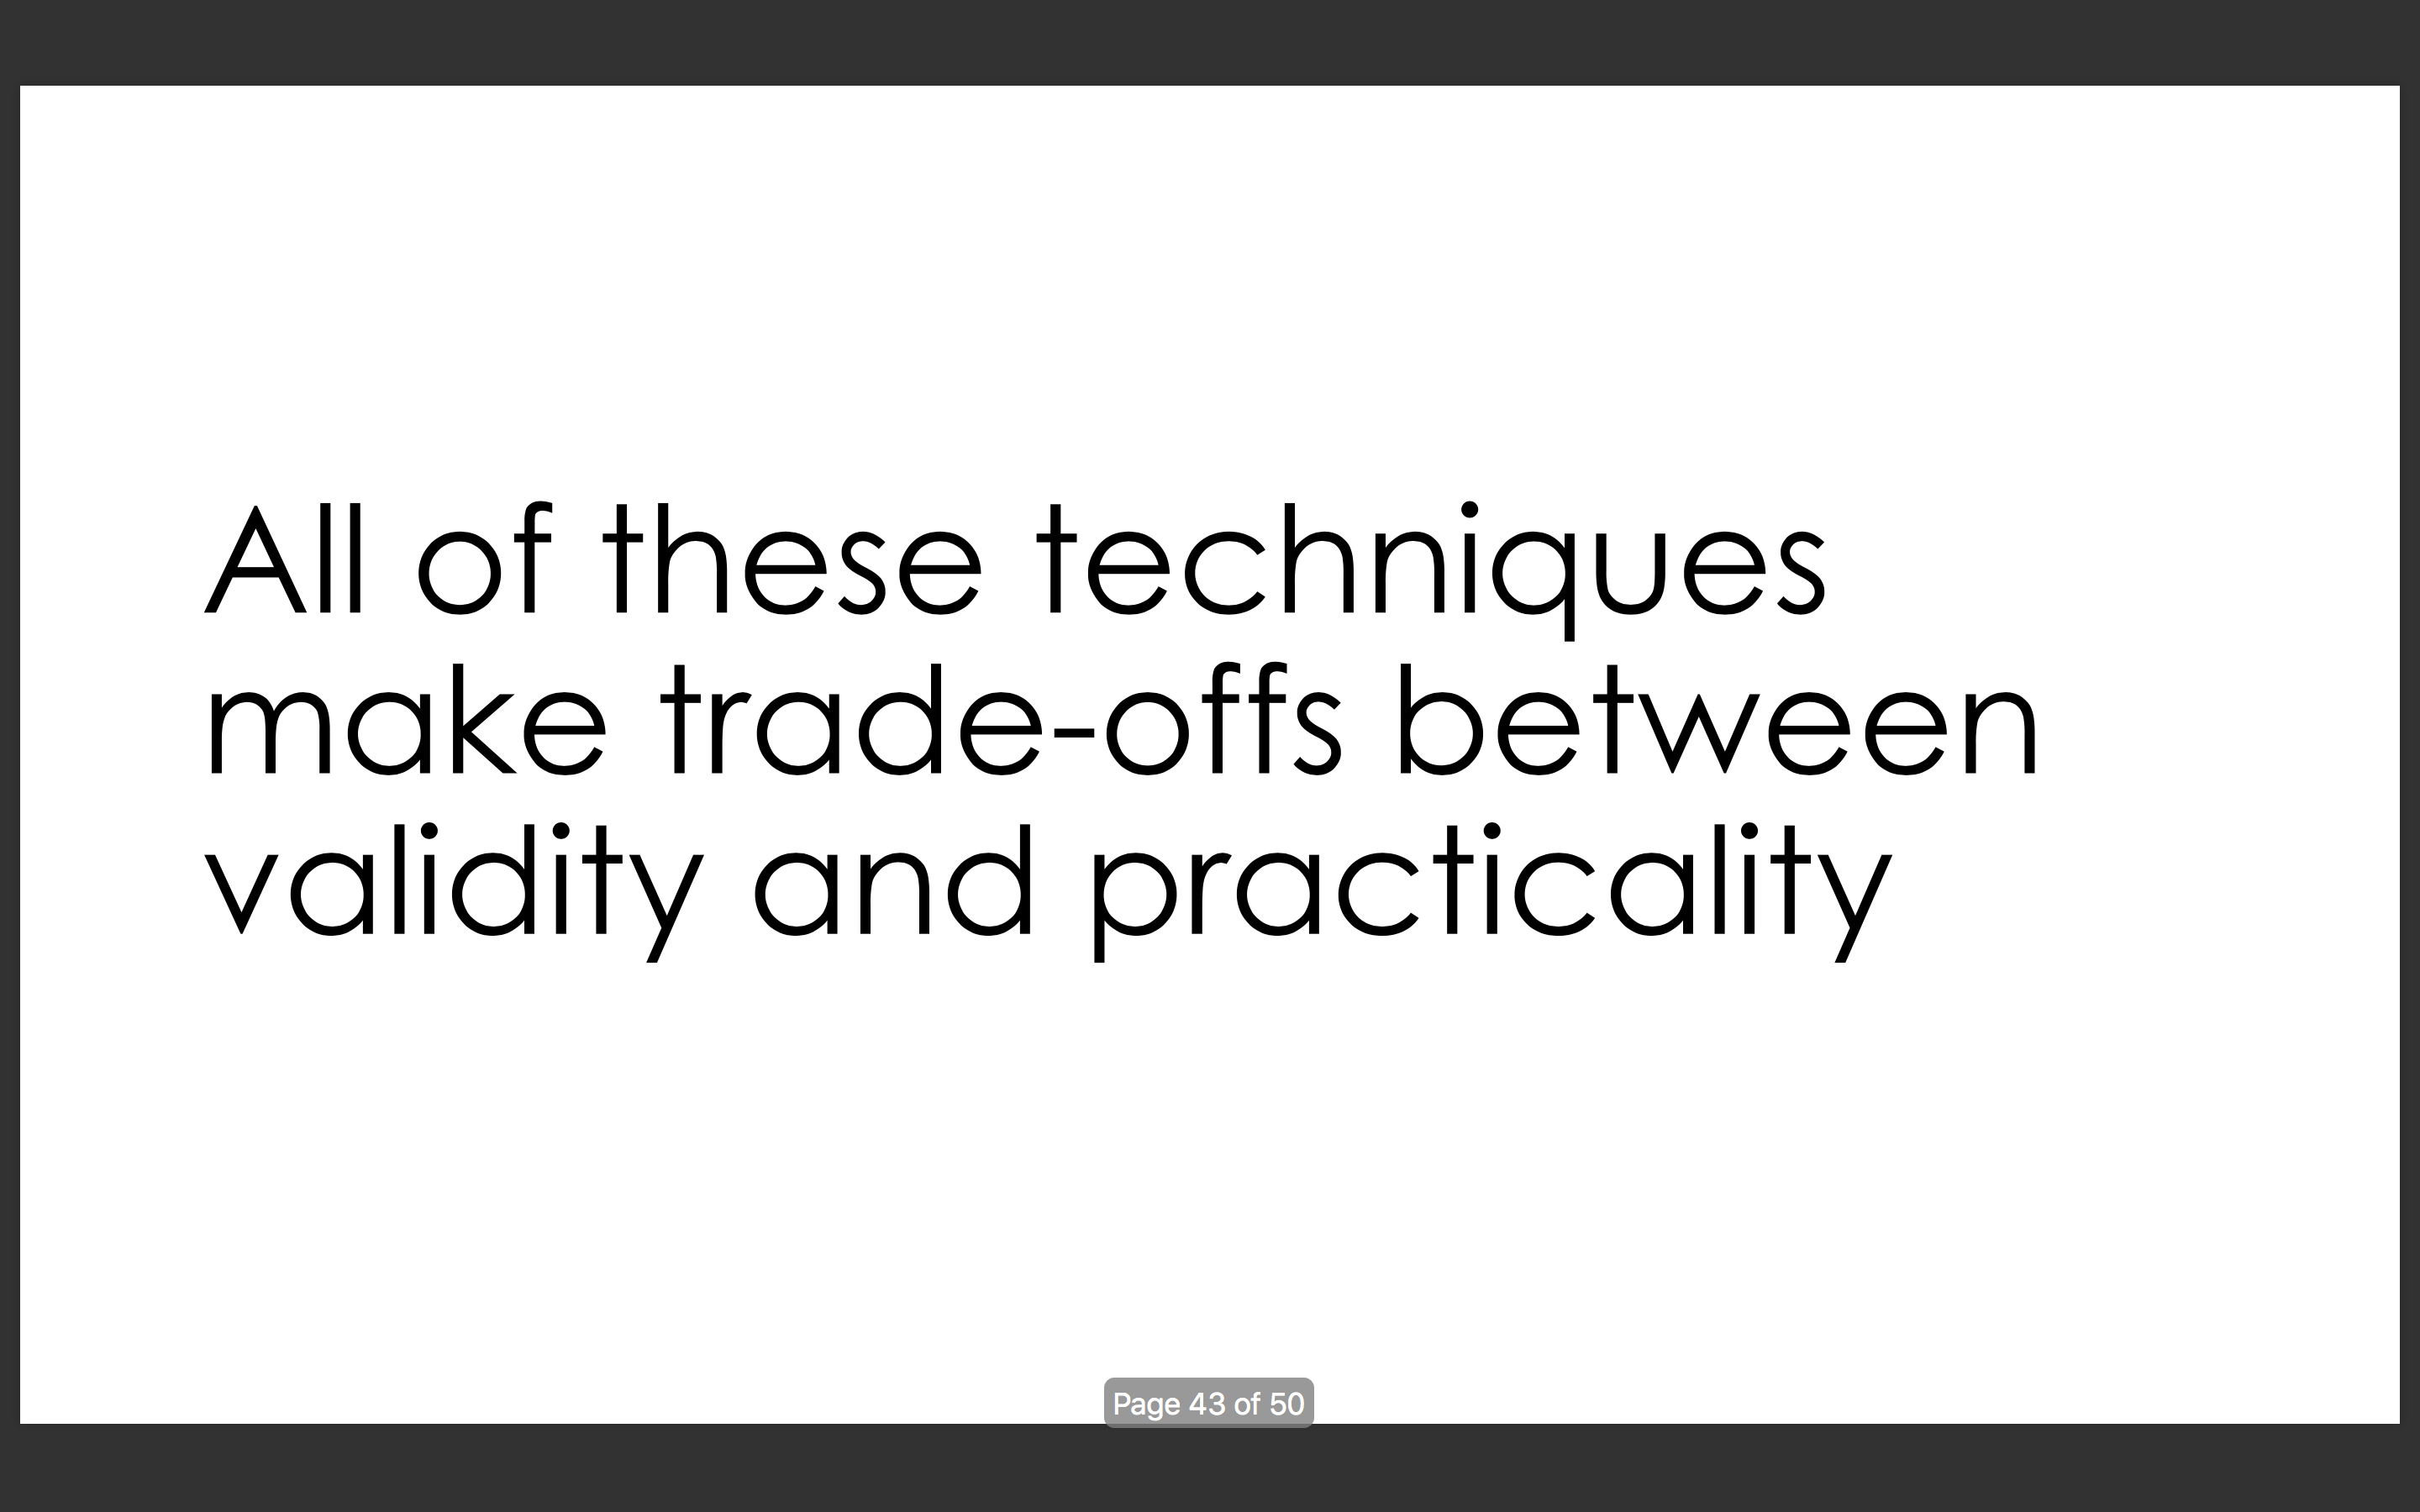 All of these techniques
make trade-offs between
validity and practicality
Page 43 of 50